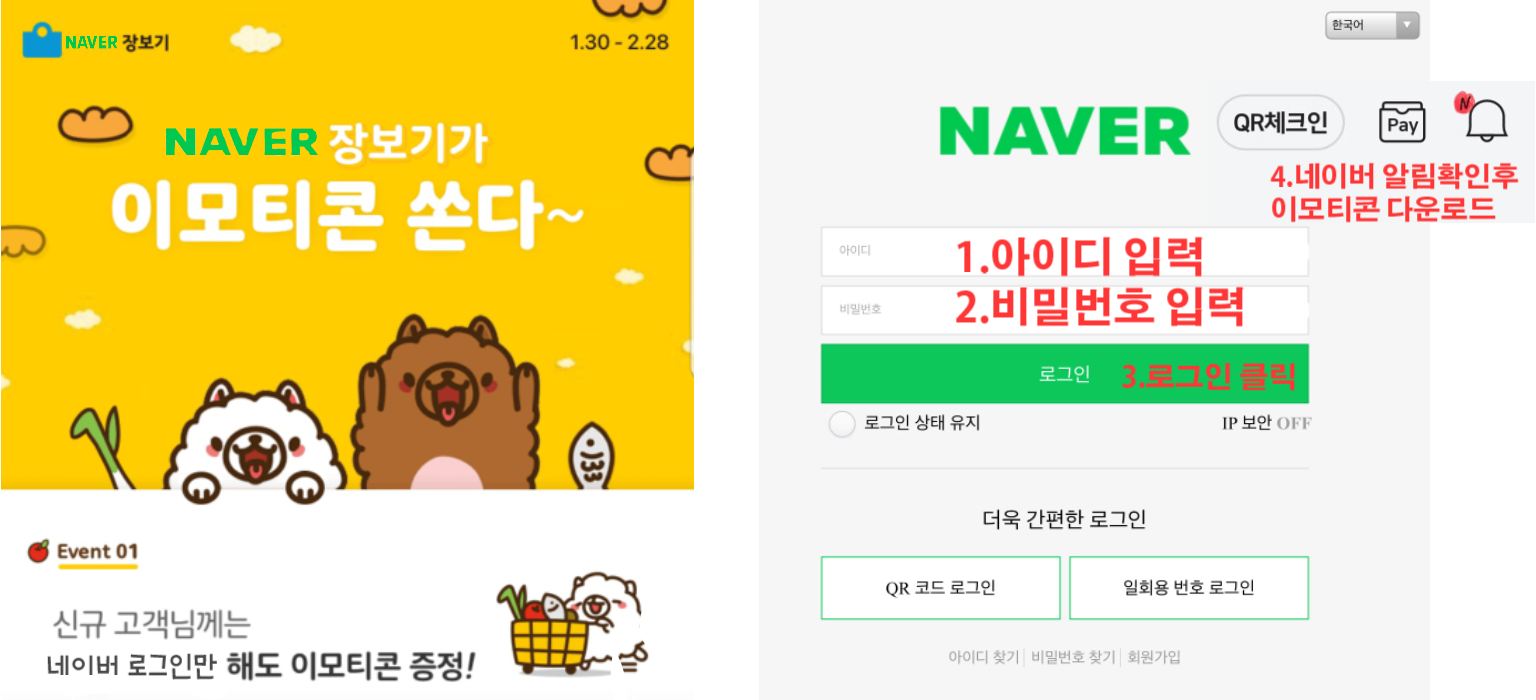 NAVER 장보기
1.30 - 2.28
NAVER 장보기가
이모티콘 쏜다~
Event 01
신규 고객님께는
네이버 로그인만 해도 이모티콘 증정!
한국어
NAVER
QR체크인
Pay
N
4.네이버 알림확인후
이모티콘 다운로드
아이디
1.아이디 입력
비밀번호
2.비밀번호 입력
로그인
3.로그인 클릭
로그인 상태 유지
IP 보안 OFF
더욱 간편한 로그인
QR 코드 로그인
일회용 번호 로그인
아이디 찾기 | 비밀번호 찾기 | 회원가입